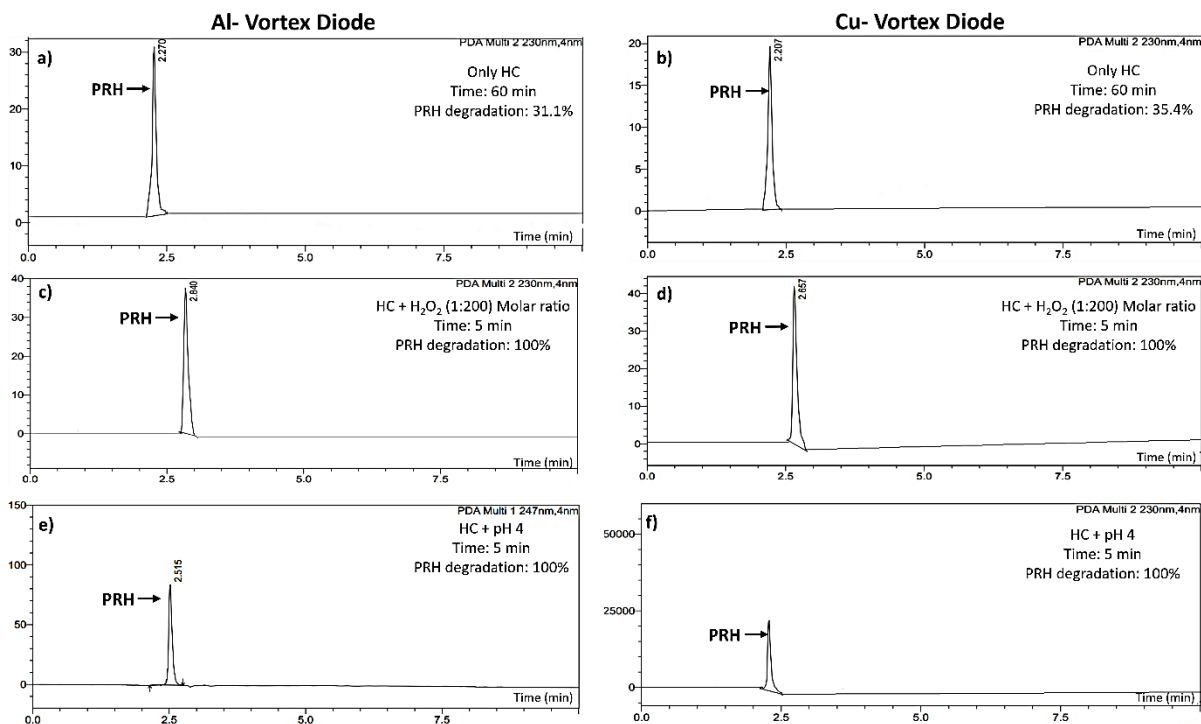 Al- Vortex Diode
Cu- Vortex Diode
a)
PDA Multi 2 230nm,4nm
2.270
PRH
Only HC
Time: 60 min
PRH degradation: 31.1%
30
20
10
0
Time (min)
0.0 2.5 5.0 7.5
b)
PDA Multi 2 230nm,4nm
2.207
PRH
Only HC
Time: 60 min
PRH degradation: 35.4%
20
15
10
5
0
Time (min)
0.0 2.5 5.0 7.5
c)
PDA Multi 2 230nm,4nm
2.840
PRH
HC + H₂O₂ (1:200) Molar ratio
Time: 5 min
PRH degradation: 100%
40
30
20
10
0
Time (min)
0.0 2.5 5.0 7.5
d)
PDA Multi 2 230nm,4nm
2.657
PRH
HC + H₂O₂ (1:200) Molar ratio
Time: 5 min
PRH degradation: 100%
40
30
20
10
0
Time (min)
0.0 2.5 5.0 7.5
e)
PDA Multi 1 247nm,4nm
2.515
PRH
HC + pH 4
Time: 5 min
PRH degradation: 100%
150
100
50
0
Time (min)
0.0 2.5 5.0 7.5
f)
PDA Multi 2 230nm,4nm
PRH
HC + pH 4
Time: 5 min
PRH degradation: 100%
50000
25000
0
Time (min)
0.0 2.5 5.0 7.5